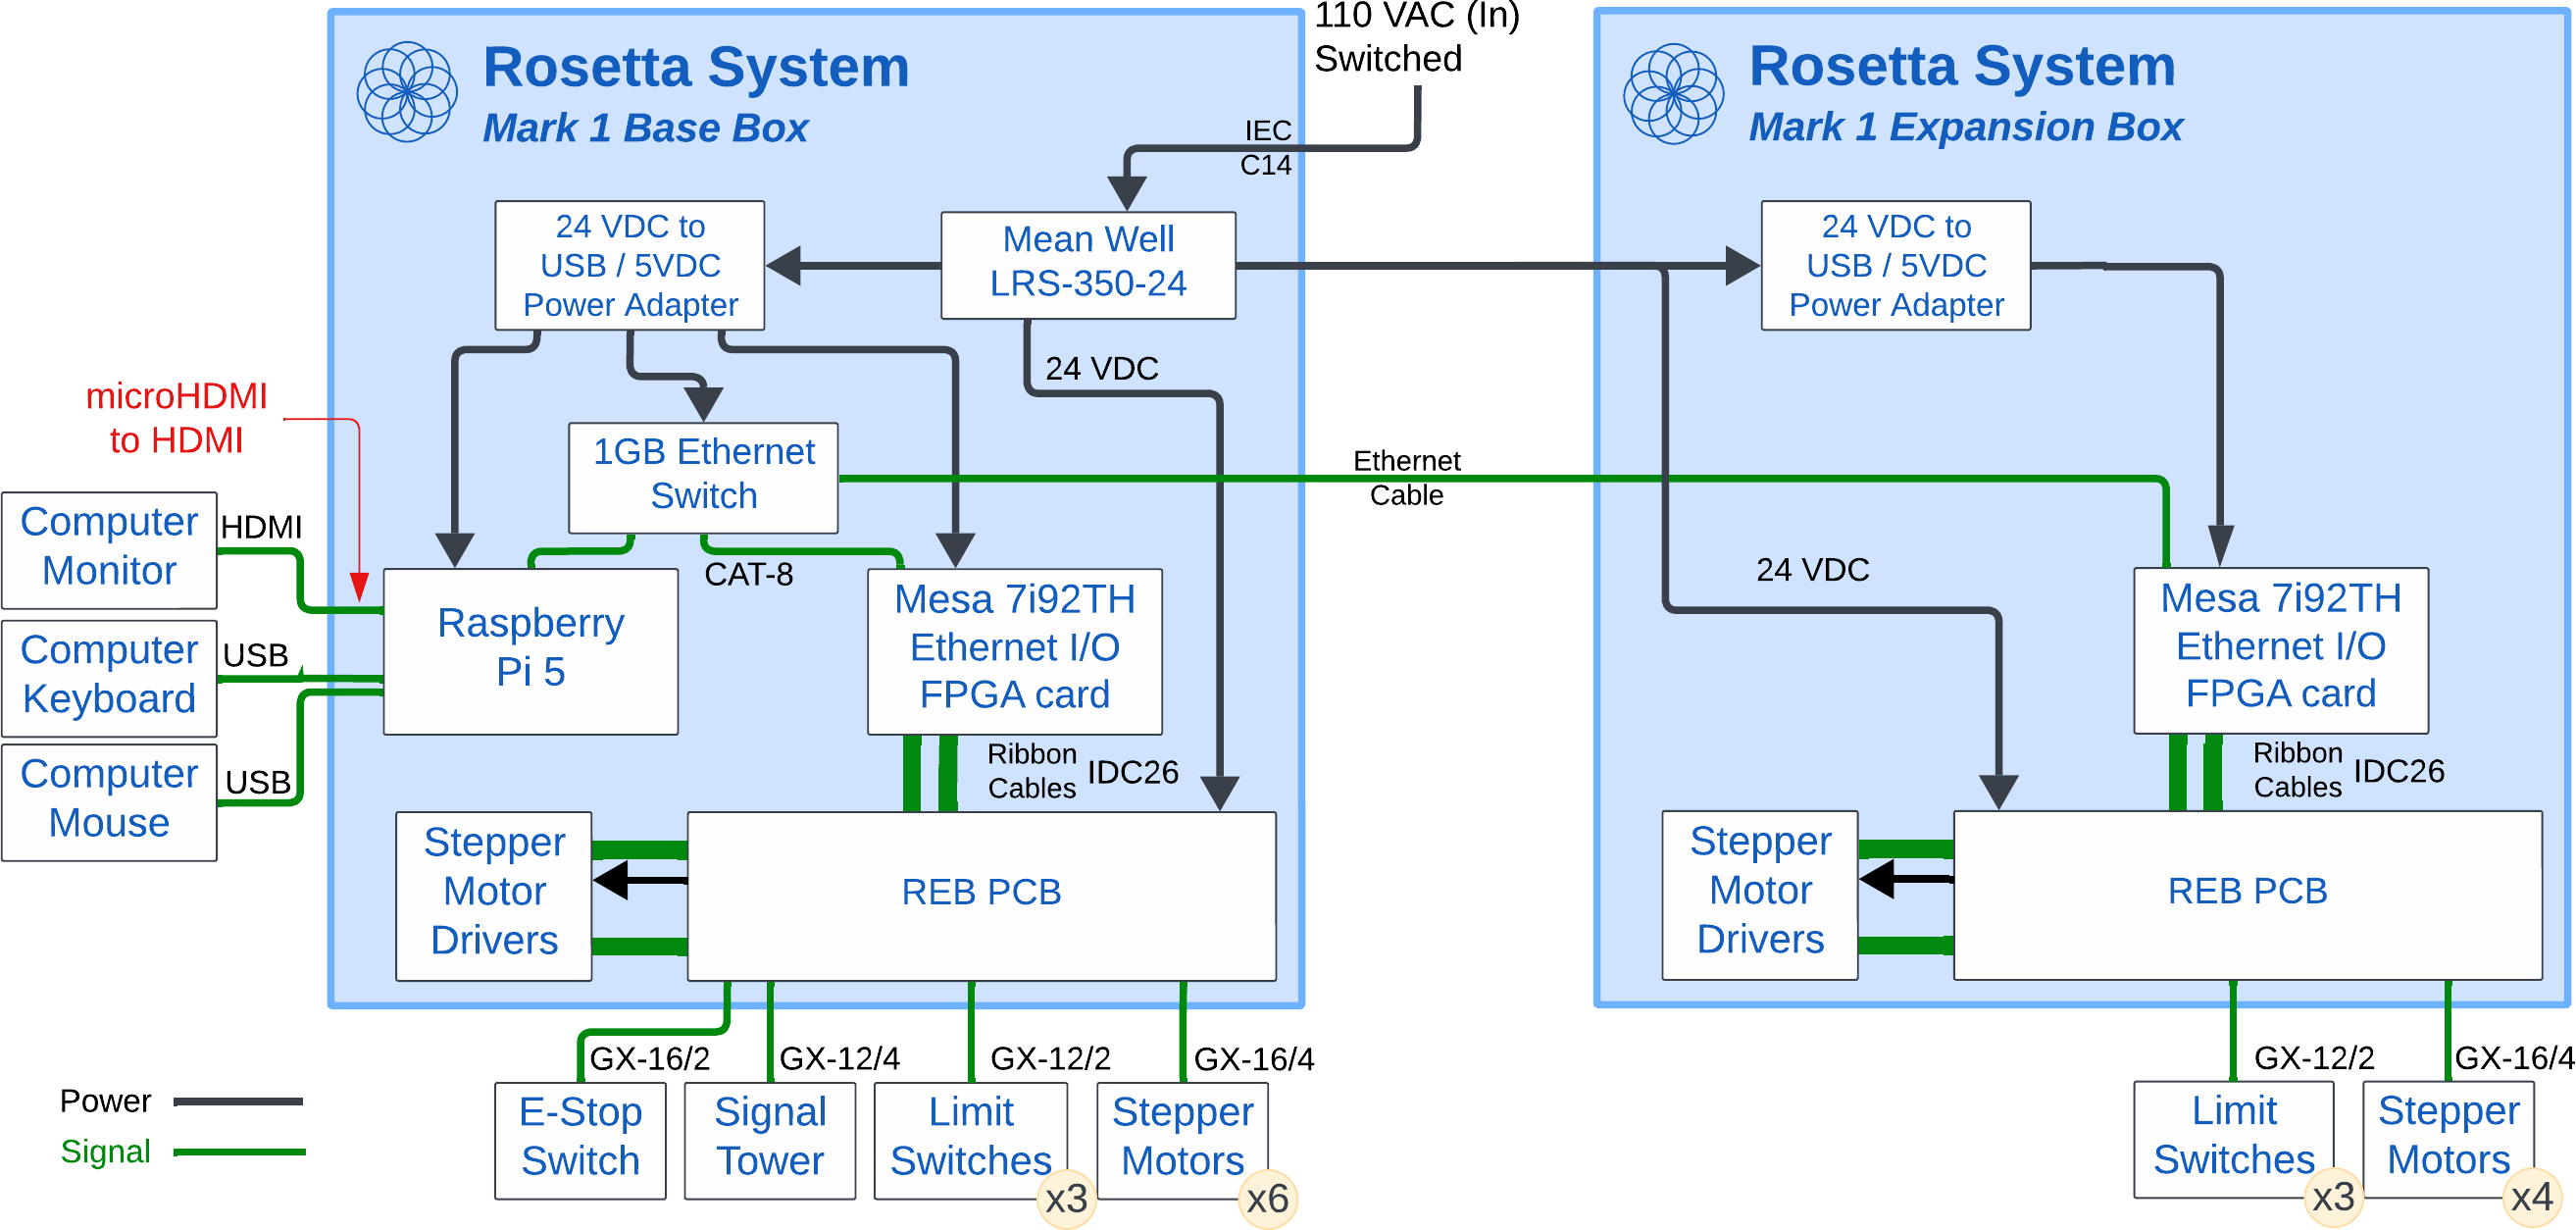 110 VAC (In)
Switched
Rosetta System
Mark 1 Base Box
IEC
C14
24 VDC to
USB / 5VDC
Power Adapter
Mean Well
LRS-350-24
24 VDC
microHDMI
to HDMI
1GB Ethernet
Switch
Ethernet
Cable
Computer
Monitor
HDMI
CAT-8
Computer
Keyboard
USB
Computer
Mouse
USB
Raspberry
Pi 5
Mesa 7i92TH
Ethernet I/O
FPGA card
Ribbon
Cables
IDC26
Stepper
Motor
Drivers
REB PCB
GX-16/2
GX-12/4
GX-12/2
GX-16/4
E-Stop
Switch
Signal
Tower
Limit
Switches
x3
Stepper
Motors
x6
Power
Signal
Rosetta System
Mark 1 Expansion Box
24 VDC to
USB / 5VDC
Power Adapter
24 VDC
Mesa 7i92TH
Ethernet I/O
FPGA card
Ribbon
Cables
IDC26
Stepper
Motor
Drivers
REB PCB
GX-12/2
GX-16/4
Limit
Switches
x3
Stepper
Motors
x4